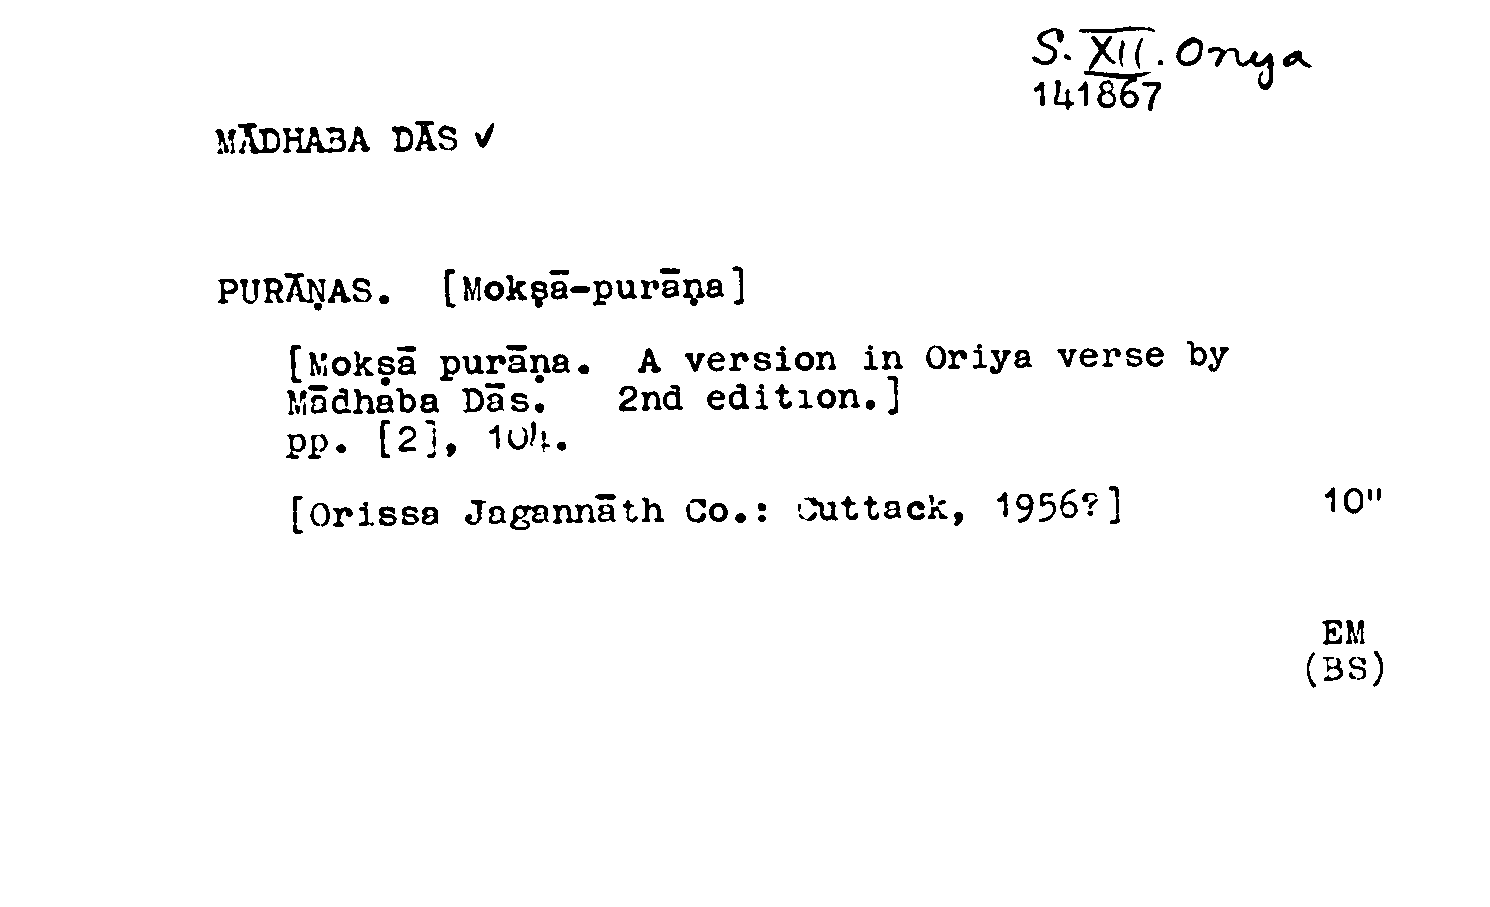 S. XII. Oriya
141867
MĀDHABA DĀS ✓
PURĀṆAS. [Mokṣā-purāṇa]
[Mokṣā purāṇa. A version in Oriya verse by
Mādhaba Dās. 2nd edition.]
pp. [2], 104.
[Orissa Jagannāth Co.: Cuttack, 1956?] 10"
EM
(BS)